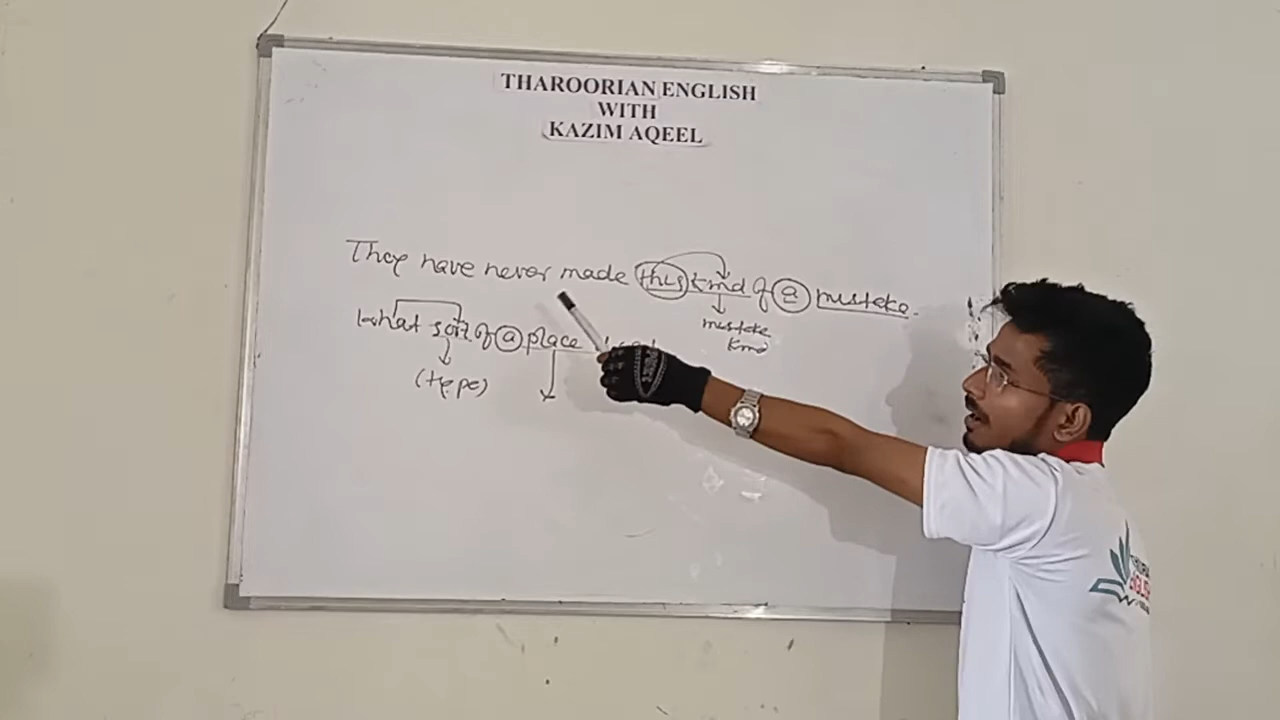 THAROORIAN ENGLISH
WITH
KAZIM AQEEL
They have never made this kind of a mistake.
What sort of a place
mistake
kind
(type)
ENGLISH